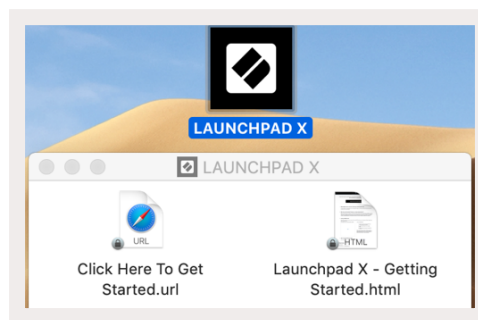 LAUNCHPAD X
LAUNCHPAD X
URL
HTML
Click Here To Get
Started.url
Launchpad X - Getting
Started.html